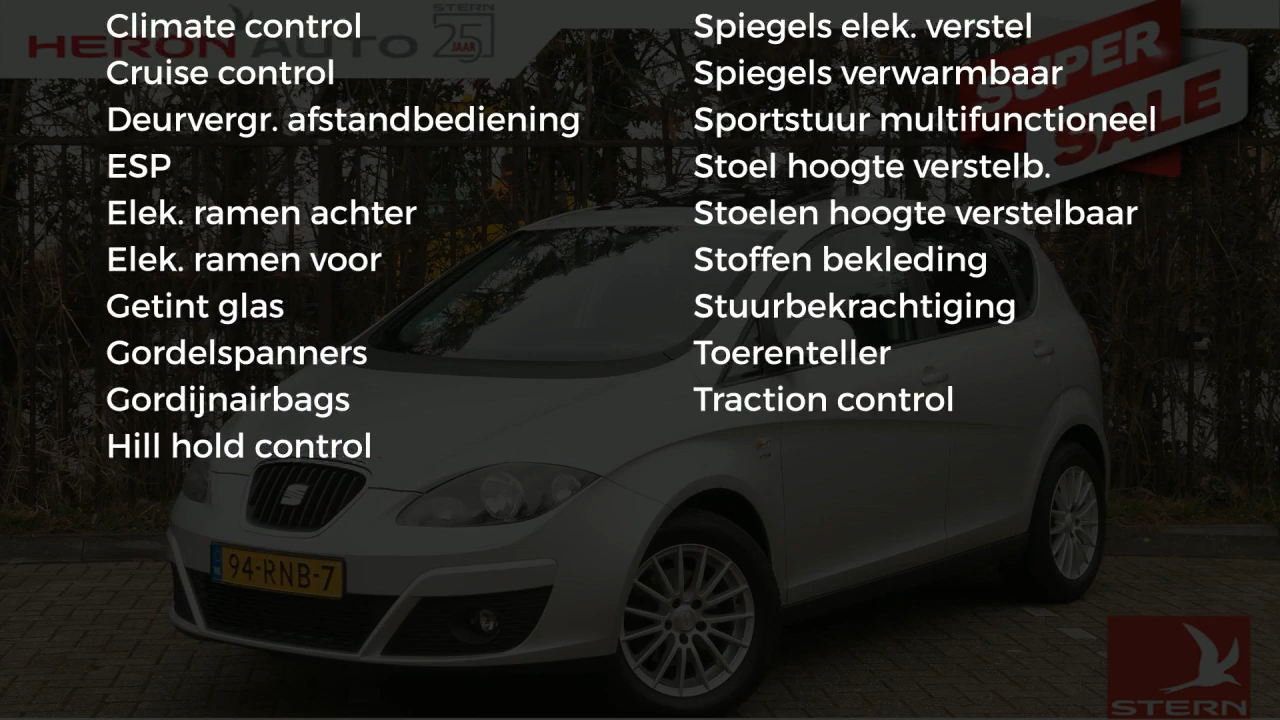 HERON AUTO
STERN
25
JAAR
SUPER
SALE
Climate control
Cruise control
Deurvergr. afstandbediening
ESP
Elek. ramen achter
Elek. ramen voor
Getint glas
Gordelspanners
Gordijnairbags
Hill hold control
Spiegels elek. verstel
Spiegels verwarmbaar
Sportstuur multifunctioneel
Stoel hoogte verstelb.
Stoelen hoogte verstelbaar
Stoffen bekleding
Stuurbekrachtiging
Toerenteller
Traction control
94-RNB-7
STERN